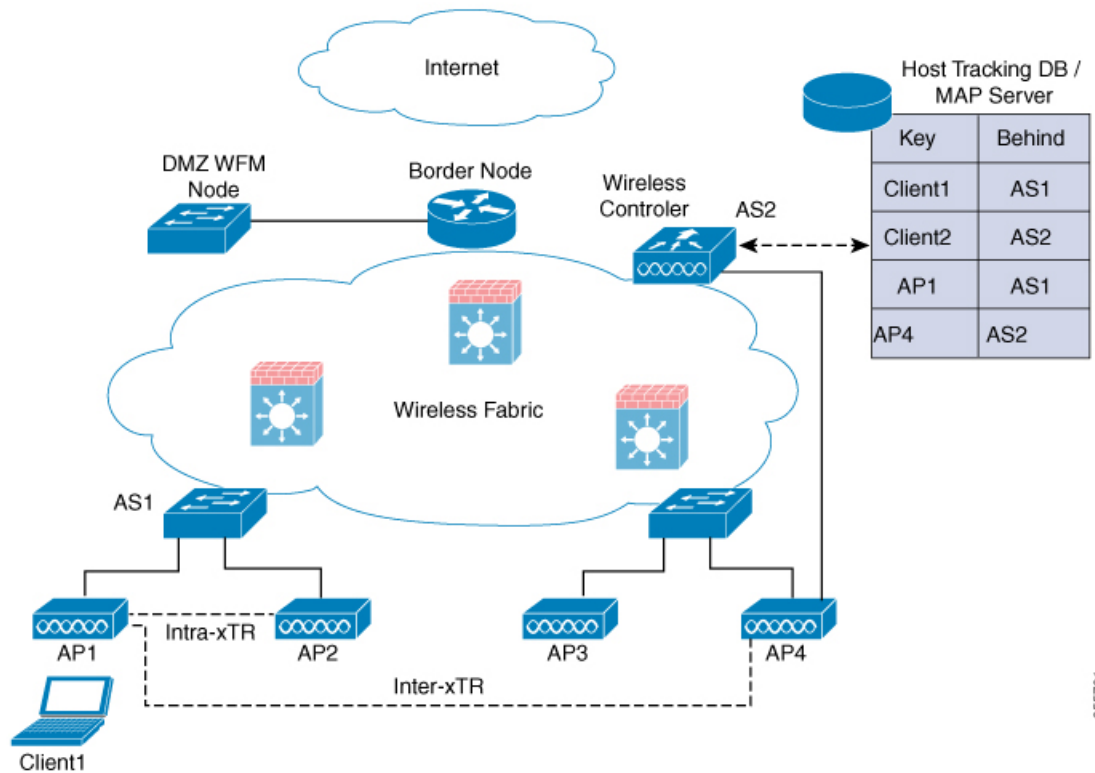 Internet
Host Tracking DB /
MAP Server
Key Behind
Client1 AS1
Client2 AS2
AP1 AS1
AP4 AS2
DMZ WFM
Node
Border Node
Wireless
Controler
AS2
Wireless Fabric
AS1
Intra-xTR
AP1
AP2
AP3
AP4
Inter-xTR
Client1